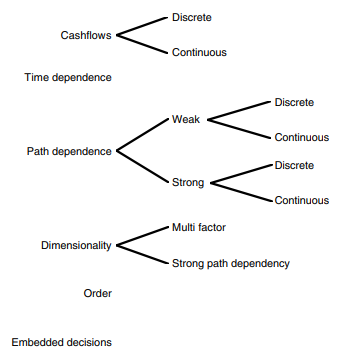 Discrete
Cashflows
Continuous
Time dependence
Discrete
Weak
Continuous
Path dependence
Discrete
Strong
Continuous
Multi factor
Dimensionality
Strong path dependency
Order
Embedded decisions